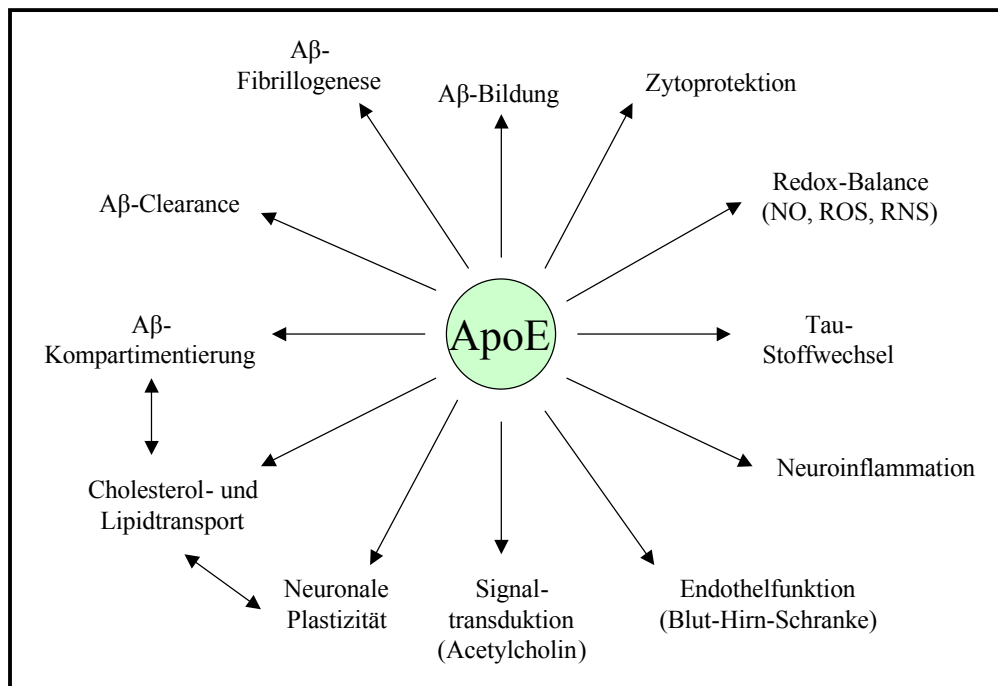 Aβ-
Fibrillogenese
Aβ-Bildung
Zytoprotektion
Aβ-Clearance
Redox-Balance
(NO, ROS, RNS)
Aβ-
Kompartimentierung
ApoE
Tau-
Stoffwechsel
Cholesterol- und
Lipidtransport
Neuroinflammation
Neuronale
Plastizität
Signal-
transduktion
(Acetylcholin)
Endothelfunktion
(Blut-Hirn-Schranke)